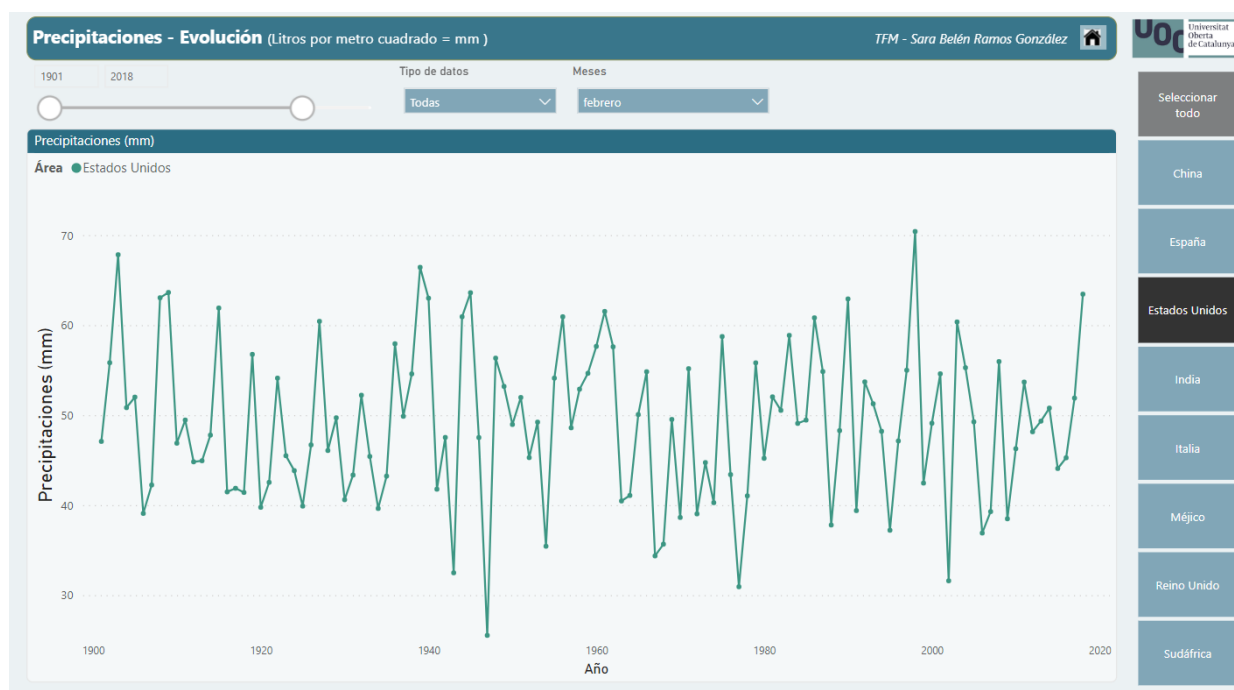 Precipitaciones - Evolución (Litros por metro cuadrado = mm )
TFM - Sara Belén Ramos González
UOC
Universitat
Oberta
de Catalunya
1901
2018
Tipo de datos
Todas
Meses
febrero
Precipitaciones (mm)
Área
Estados Unidos
Precipitaciones (mm)
70
60
50
40
30
1900
1920
1940
1960
1980
2000
2020
Año
Seleccionar
todo
China
España
Estados Unidos
India
Italia
Méjico
Reino Unido
Sudáfrica